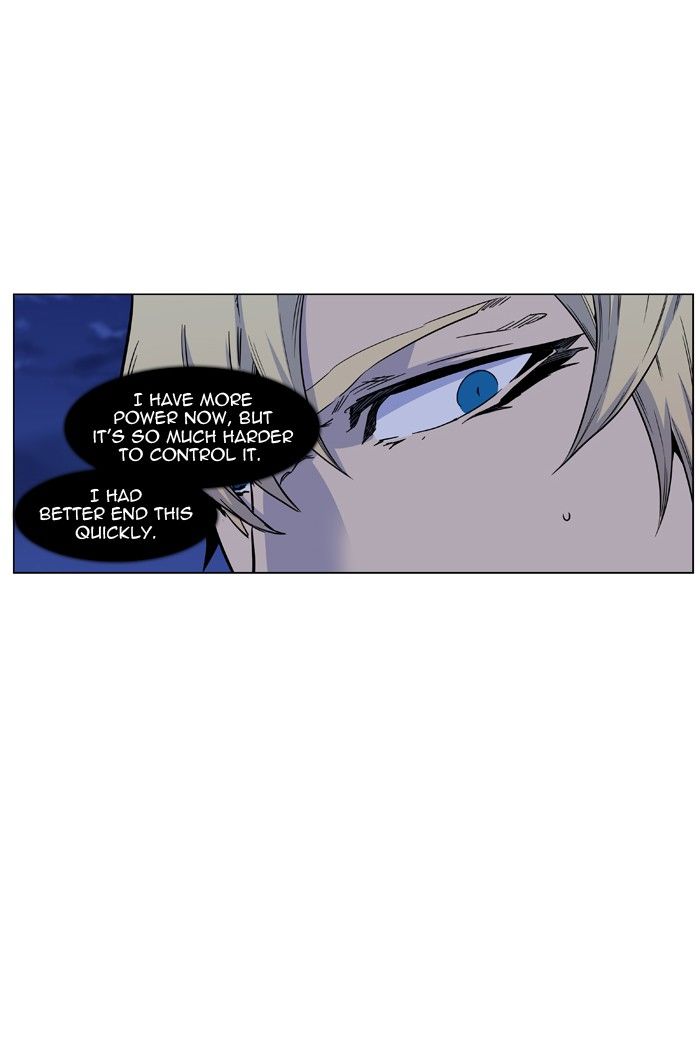 I HAVE MORE
POWER NOW, BUT
IT'S SO MUCH HARDER
TO CONTROL IT.
I HAD
BETTER END THIS
QUICKLY.